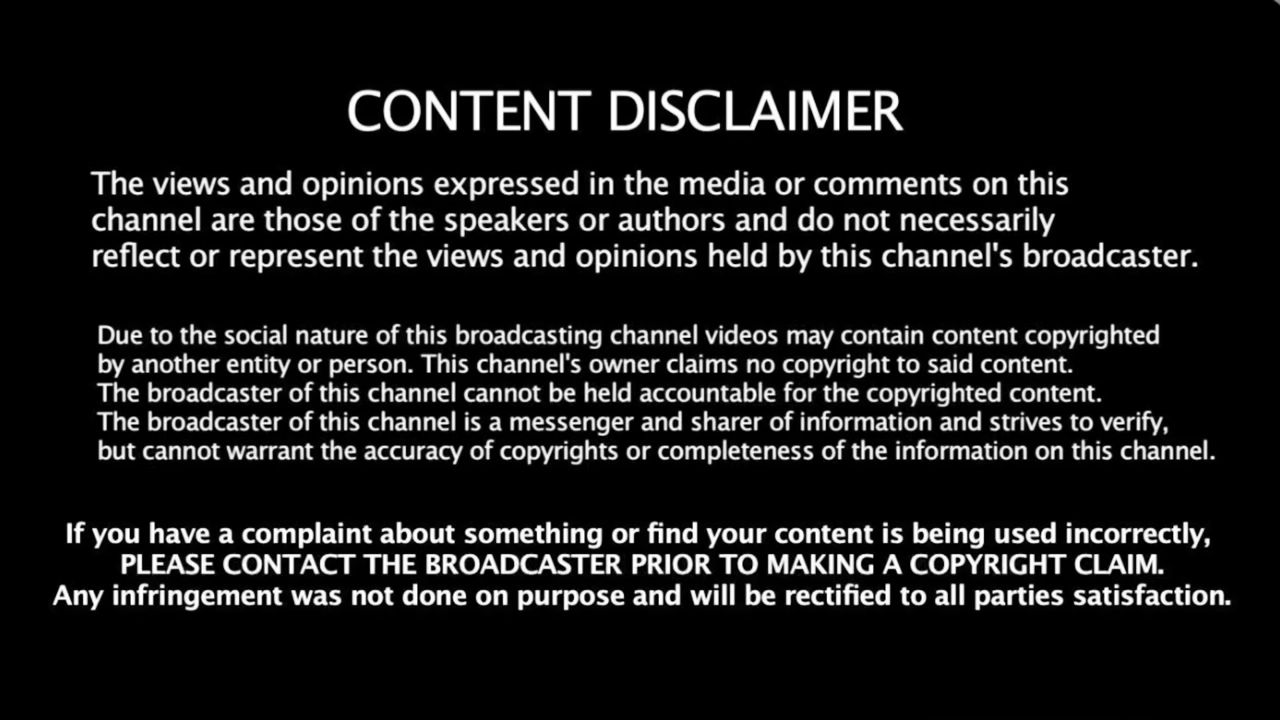 CONTENT DISCLAIMER
The views and opinions expressed in the media or comments on this
channel are those of the speakers or authors and do not necessarily
reflect or represent the views and opinions held by this channel's broadcaster.
Due to the social nature of this broadcasting channel videos may contain content copyrighted
by another entity or person. This channel's owner claims no copyright to said content.
The broadcaster of this channel cannot be held accountable for the copyrighted content.
The broadcaster of this channel is a messenger and sharer of information and strives to verify,
but cannot warrant the accuracy of copyrights or completeness of the information on this channel.
If you have a complaint about something or find your content is being used incorrectly,
PLEASE CONTACT THE BROADCASTER PRIOR TO MAKING A COPYRIGHT CLAIM.
Any infringement was not done on purpose and will be rectified to all parties satisfaction.